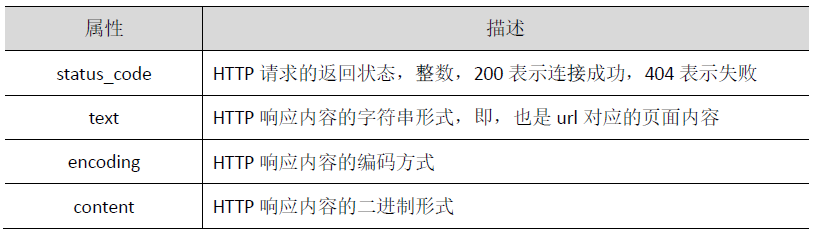 属性 描述
status_code HTTP 请求的返回状态，整数，200 表示连接成功，404 表示失败
text HTTP 响应内容的字符串形式，即，也是 url 对应的页面内容
encoding HTTP 响应内容的编码方式
content HTTP 响应内容的二进制形式